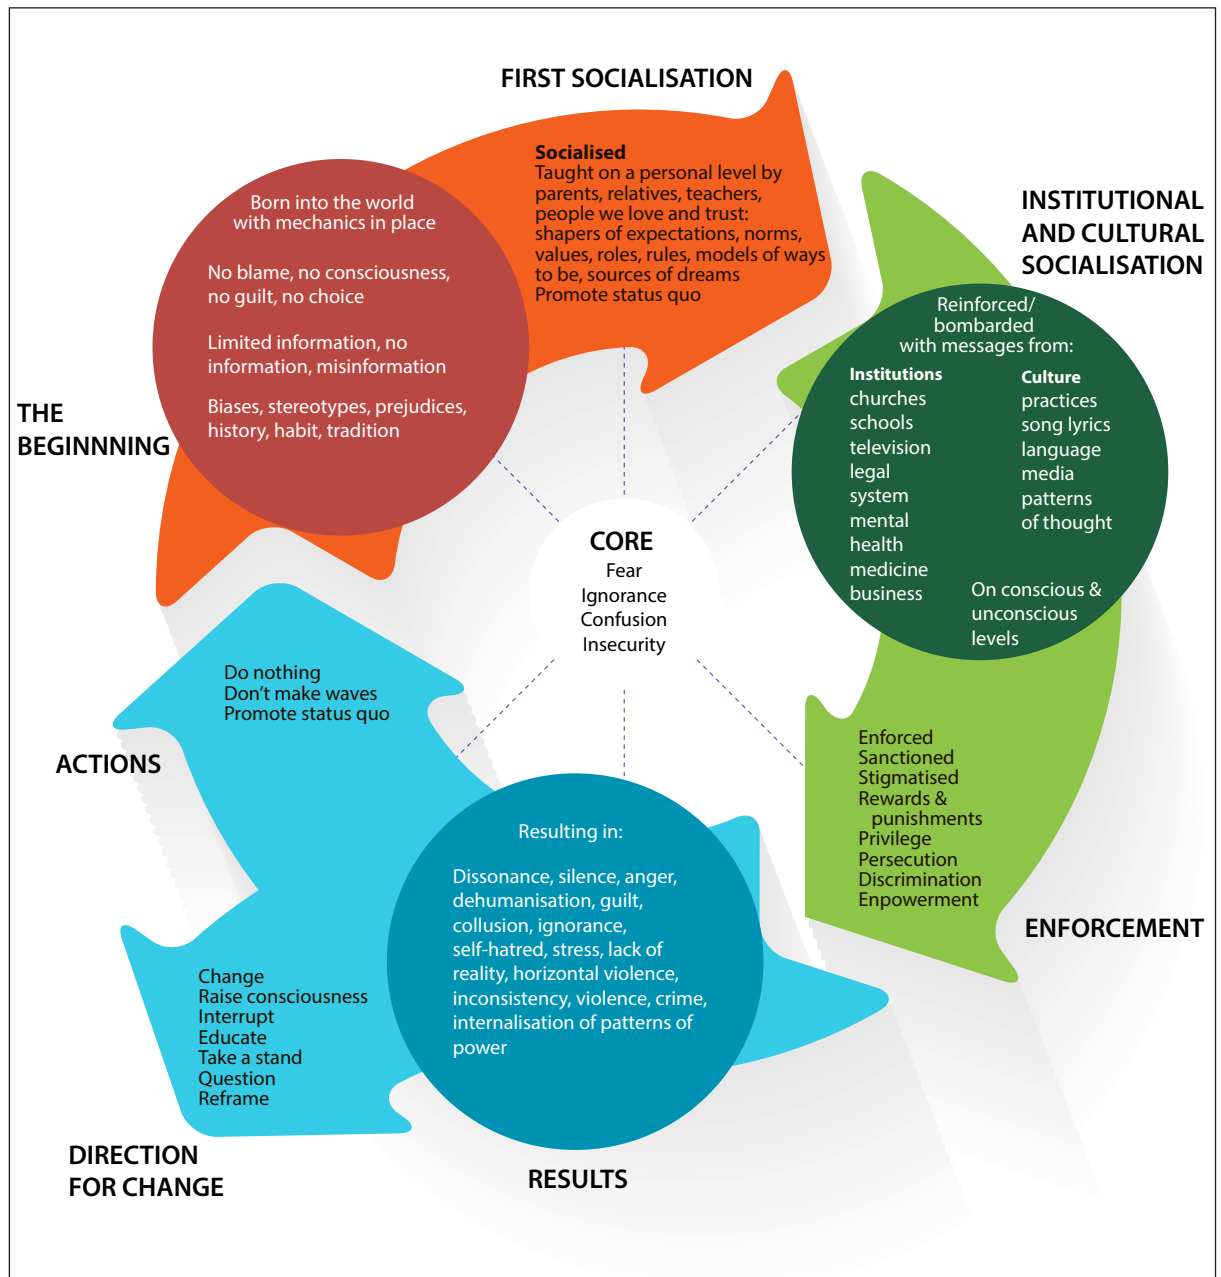 FIRST SOCIALISATION
Socialised
Taught on a personal level by
parents, relatives, teachers,
people we love and trust:
shapers of expectations, norms,
values, roles, rules, models of ways
to be, sources of dreams
Promote status quo
Born into the world
with mechanics in place
No blame, no consciousness,
no guilt, no choice
Limited information, no
information, misinformation
Biases, stereotypes, prejudices,
history, habit, tradition
THE
BEGINNNING
INSTITUTIONAL
AND CULTURAL
SOCIALISATION
Reinforced/
bombarded
with messages from:
Institutions
churches
schools
television
legal
system
mental
health
medicine
business
Culture
practices
song lyrics
language
media
patterns
of thought
On conscious &
unconscious
levels
CORE
Fear
Ignorance
Confusion
Insecurity
Enforced
Sanctioned
Stigmatised
Rewards &
punishments
Privilege
Persecution
Discrimination
Enpowerment
ENFORCEMENT
Resulting in:
Dissonance, silence, anger,
dehumanisation, guilt,
collusion, ignorance,
self-hatred, stress, lack of
reality, horizontal violence,
inconsistency, violence, crime,
internalisation of patterns of
power
RESULTS
Do nothing
Don't make waves
Promote status quo
ACTIONS
Change
Raise consciousness
Interrupt
Educate
Take a stand
Question
Reframe
DIRECTION
FOR CHANGE